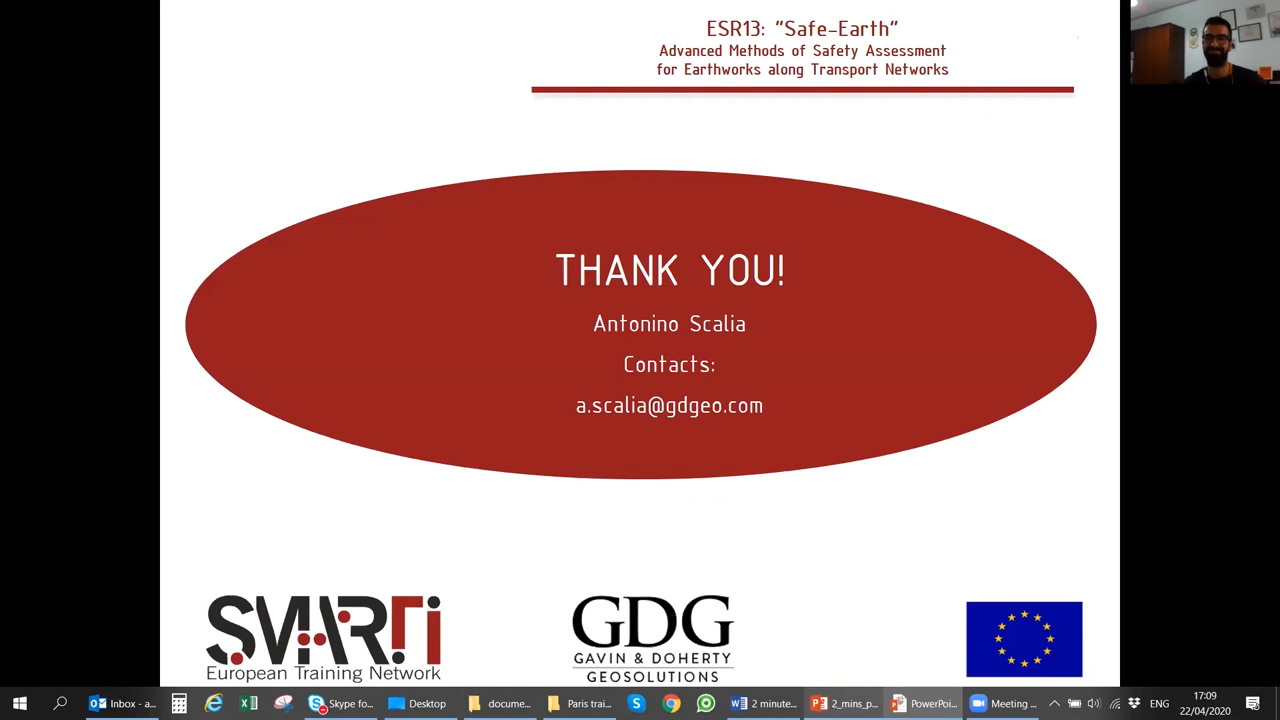 ESR13: "Safe-Earth"
Advanced Methods of Safety Assessment
for Earthworks along Transport Networks
THANK YOU!
Antonino Scalia
Contacts:
a.scalia@gdgeo.com
SMARTi
European Training Network
GDG
GAVIN & DOHERTY
GEOSOLUTIONS
Inbox - a...
Skype fo...
Desktop
docume...
Paris trai...
2 minute...
2_mins_p...
PowerPoi...
Meeting ...
ENG
17:09
22/04/2020